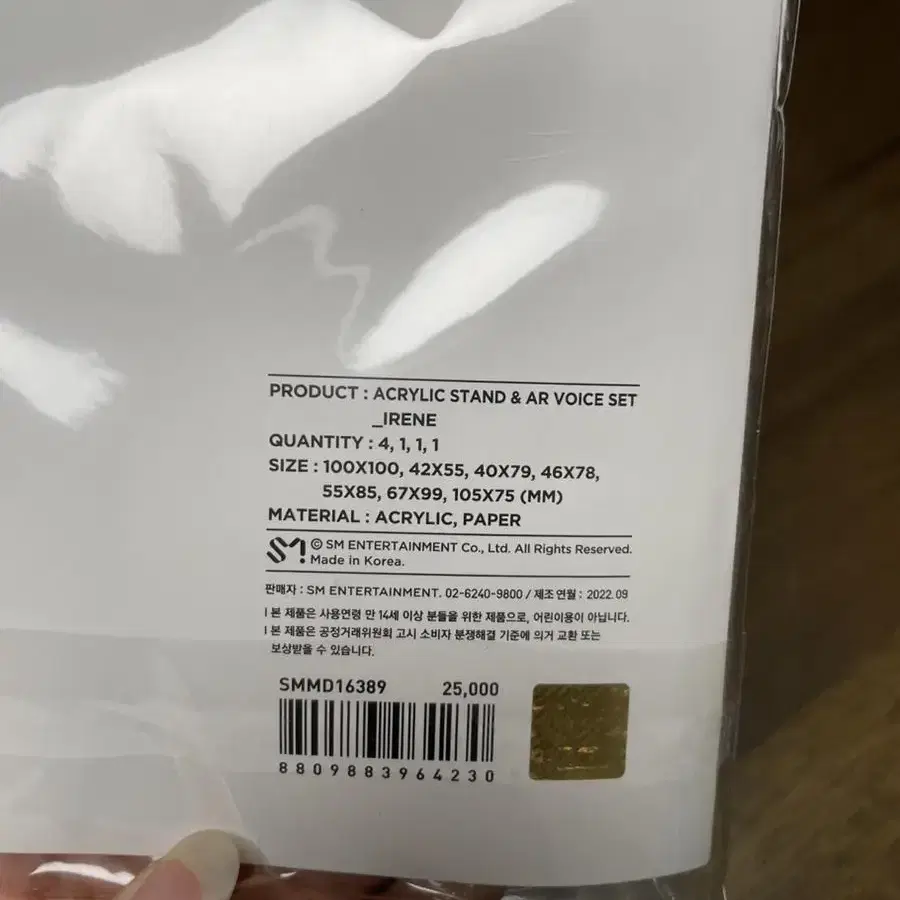 PRODUCT : ACRYLIC STAND & AR VOICE SET
_IRENE
QUANTITY : 4, 1, 1, 1
SIZE : 100X100, 42X55, 40X79, 46X78,
55X85, 67X99, 105X75 (MM)
MATERIAL : ACRYLIC, PAPER
SM! © SM ENTERTAINMENT Co., Ltd. All Rights Reserved.
Made in Korea.
판매자 : SM ENTERTAINMENT. 02-6240-9800 / 제조연월 : 2022.09
l 본 제품은 사용연령 만 14세 이상 분들을 위한 제품으로, 어린이용이 아닙니다.
l 본 제품은 공정거래위원회 고시 소비자 분쟁해결 기준에 의거 교환 또는
보상받을 수 있습니다.
SMMD16389 25,000
8809883964230